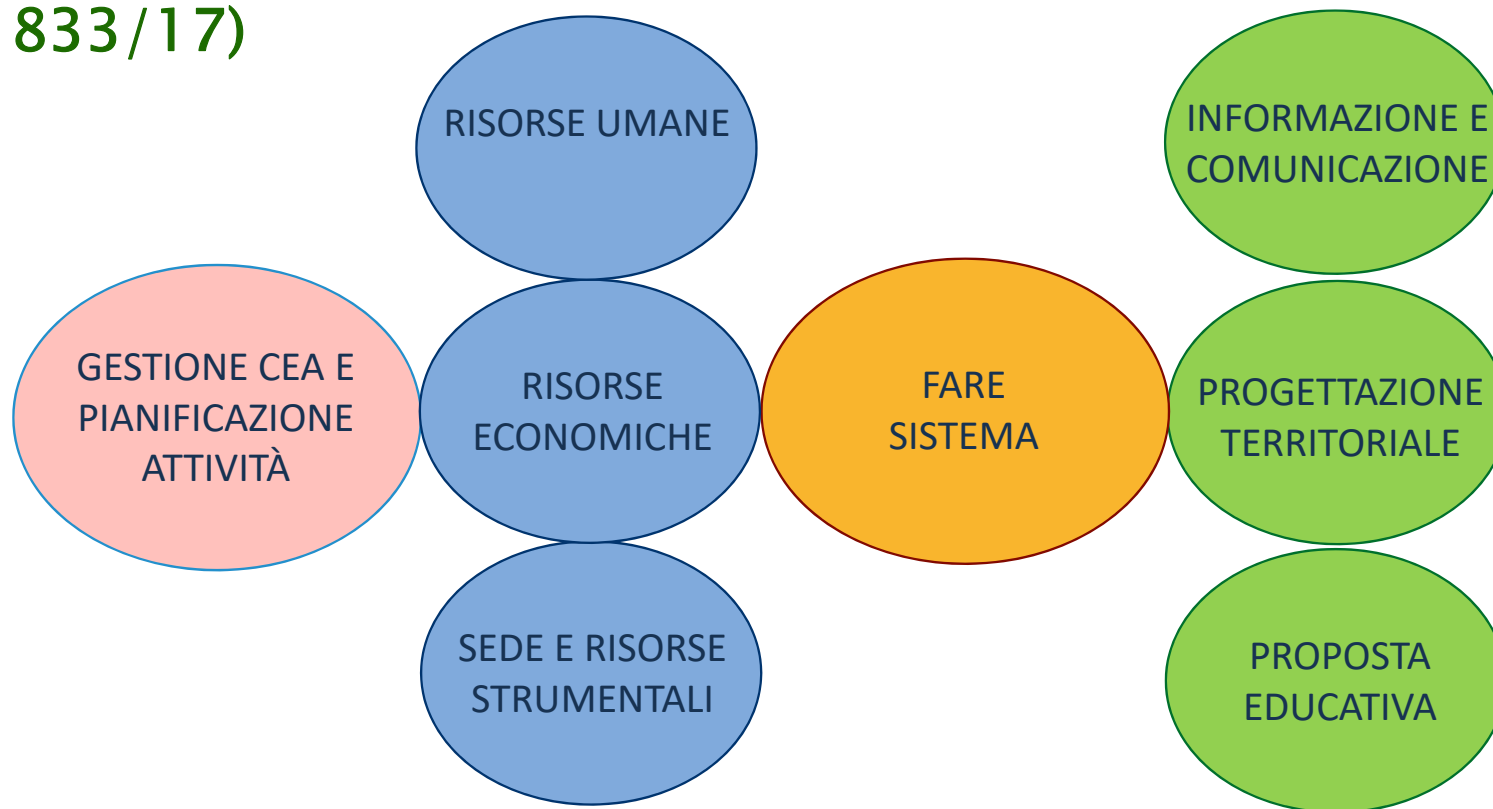 833/17)
RISORSE UMANE
INFORMAZIONE E
COMUNICAZIONE
GESTIONE CEA E
PIANIFICAZIONE
ATTIVITÀ
RISORSE
ECONOMICHE
FARE
SISTEMA
PROGETTAZIONE
TERRITORIALE
SEDE E RISORSE
STRUMENTALI
PROPOSTA
EDUCATIVA